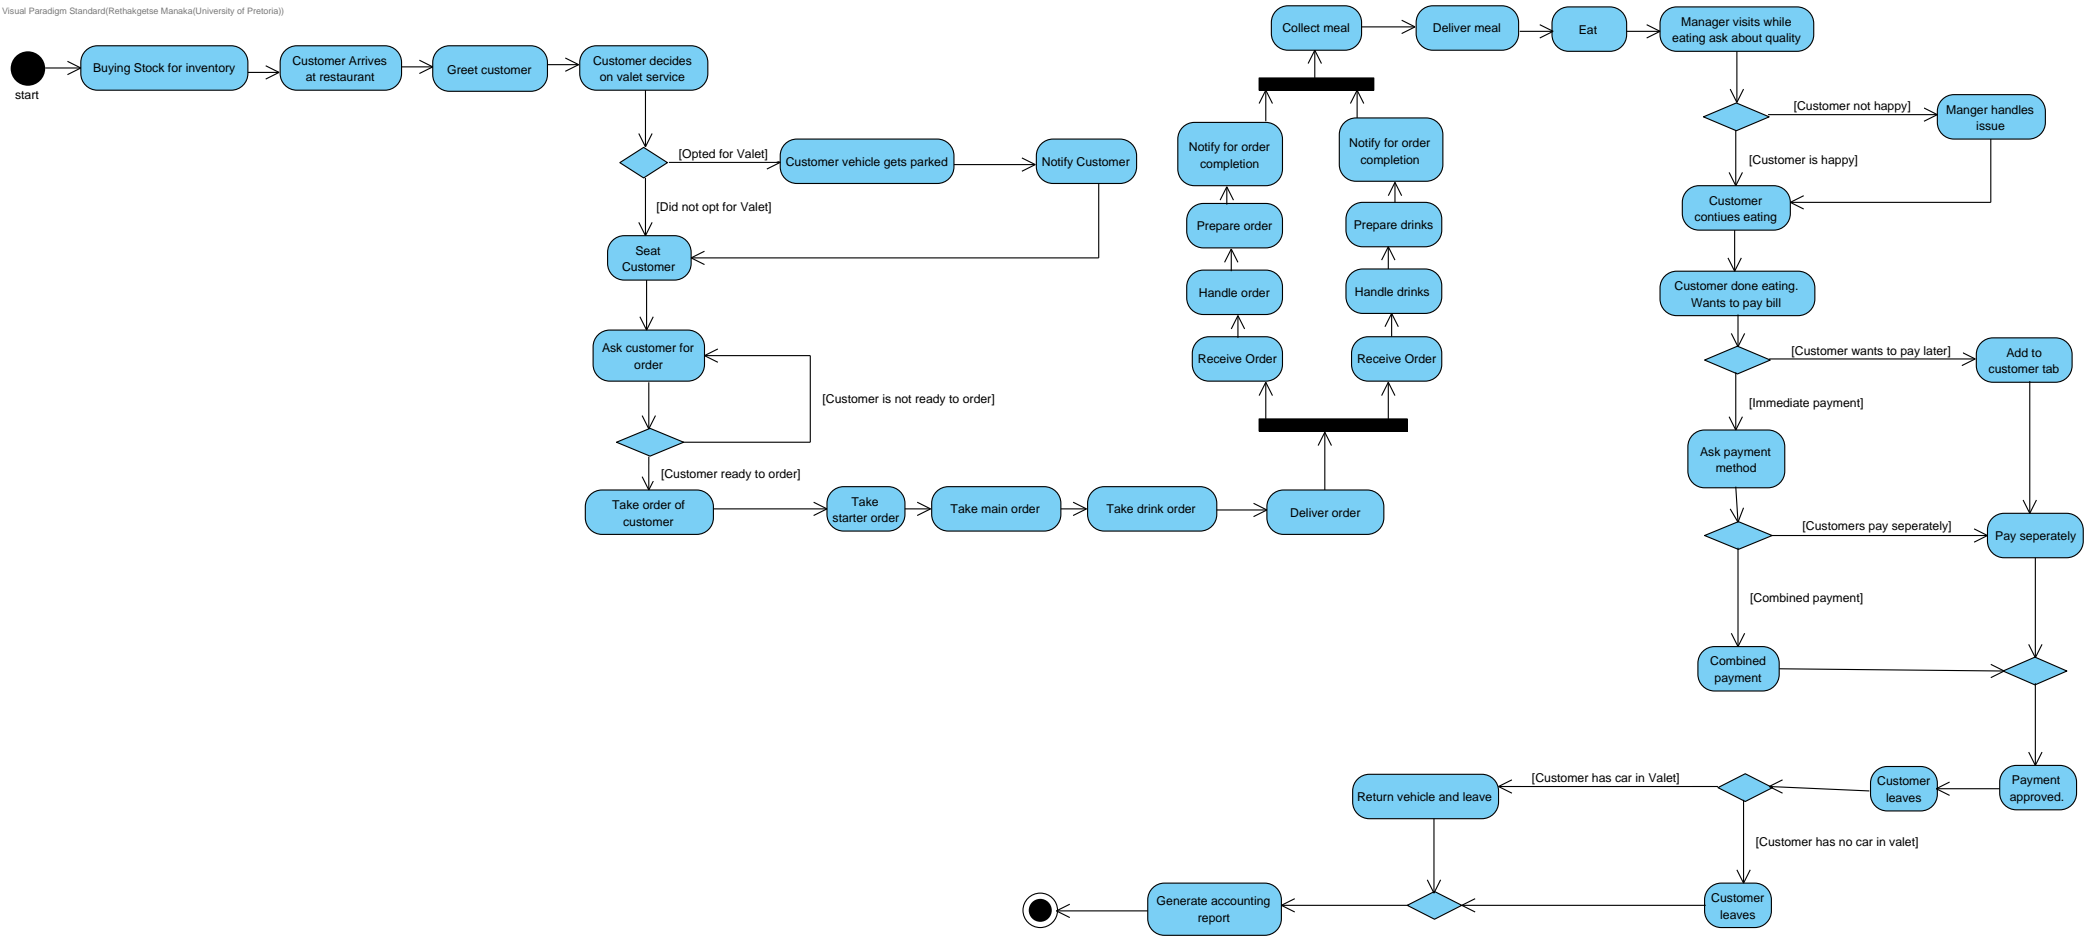 Visual Paradigm Standard(Rethakgetse Manaka(University of Pretoria))
start
Buying Stock for inventory
Customer Arrives
at restaurant
Greet customer
Customer decides
on valet service
[Opted for Valet]
Customer vehicle gets parked
Notify Customer
[Did not opt for Valet]
Seat
Customer
Ask customer for
order
[Customer is not ready to order]
[Customer ready to order]
Take order of
customer
Take
starter order
Take main order
Take drink order
Deliver order
Receive Order
Receive Order
Handle order
Handle drinks
Prepare order
Prepare drinks
Notify for order
completion
Notify for order
completion
Collect meal
Deliver meal
Eat
Manager visits while
eating ask about quality
[Customer not happy]
Manger handles
issue
[Customer is happy]
Customer
contiues eating
Customer done eating.
Wants to pay bill
[Customer wants to pay later]
Add to
customer tab
[Immediate payment]
Ask payment
method
[Customers pay seperately]
Pay seperately
[Combined payment]
Combined
payment
Payment
approved.
Customer
leaves
[Customer has car in Valet]
Return vehicle and leave
[Customer has no car in valet]
Customer
leaves
Generate accounting
report